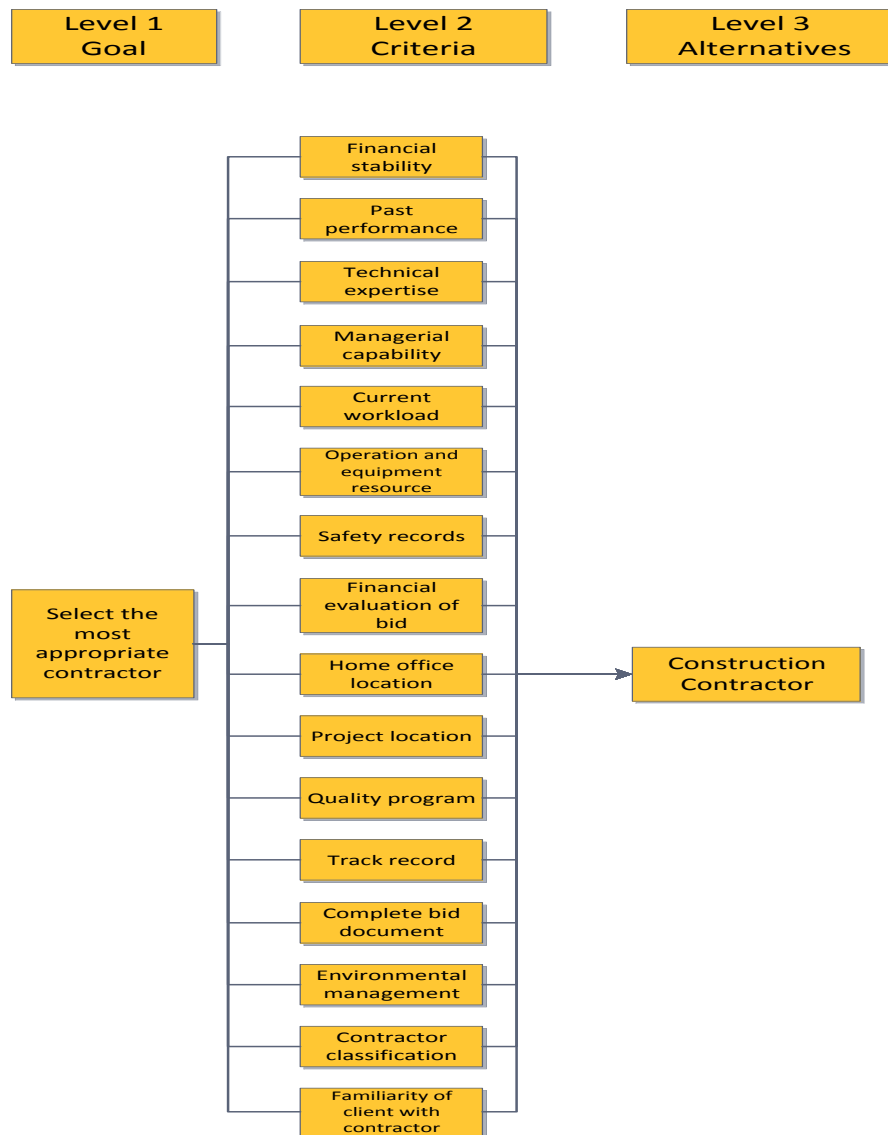 Level 1
Goal
Level 2
Criteria
Level 3
Alternatives
Financial
stability
Past
performance
Technical
expertise
Managerial
capability
Current
workload
Operation and
equipment
resource
Safety records
Financial
evaluation of
bid
Select the
most
appropriate
contractor
Home office
location
Construction
Contractor
Project location
Quality program
Track record
Complete bid
document
Environmental
management
Contractor
classification
Familiarity of
client with
contractor